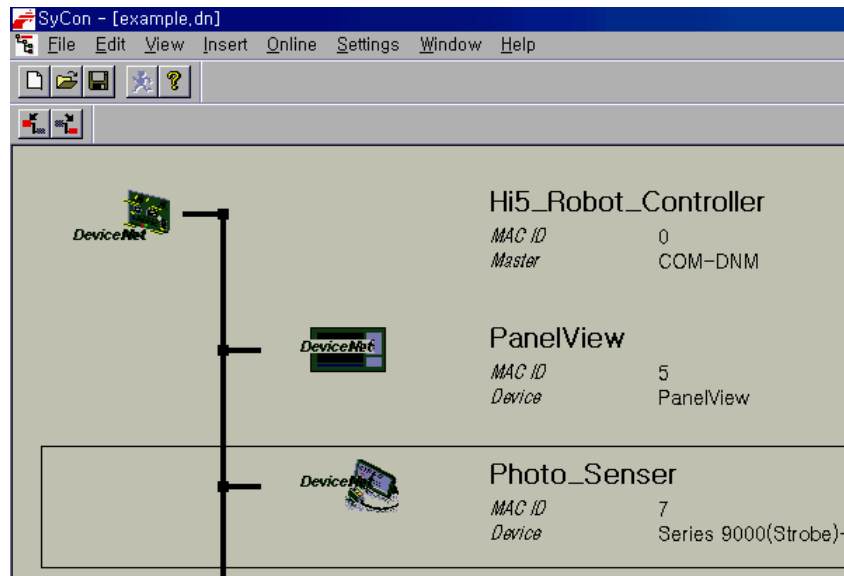 SyCon - [example.dn]
File Edit View Insert Online Settings Window Help
DeviceNet
Hi5_Robot_Controller
MAC ID 0
Master COM-DNM
DeviceNet
PanelView
MAC ID 5
Device PanelView
DeviceNet
Photo_Senser
MAC ID 7
Device Series 9000(Strobe)-